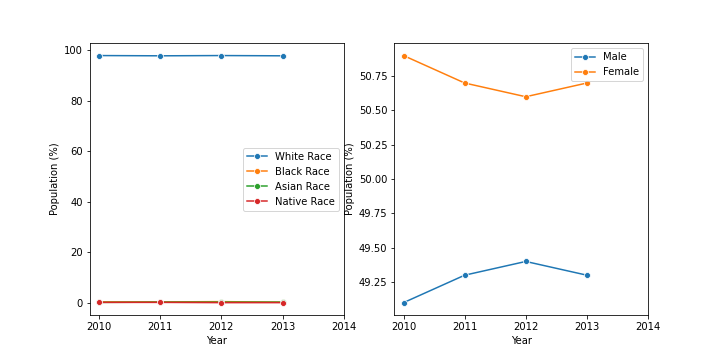 100
80
60
40
20
0
Population (%)
2010 2011 2012 2013 2014
Year
White Race
Black Race
Asian Race
Native Race
50.75
50.50
50.25
50.00
49.75
49.50
49.25
Population (%)
2010 2011 2012 2013 2014
Year
Male
Female